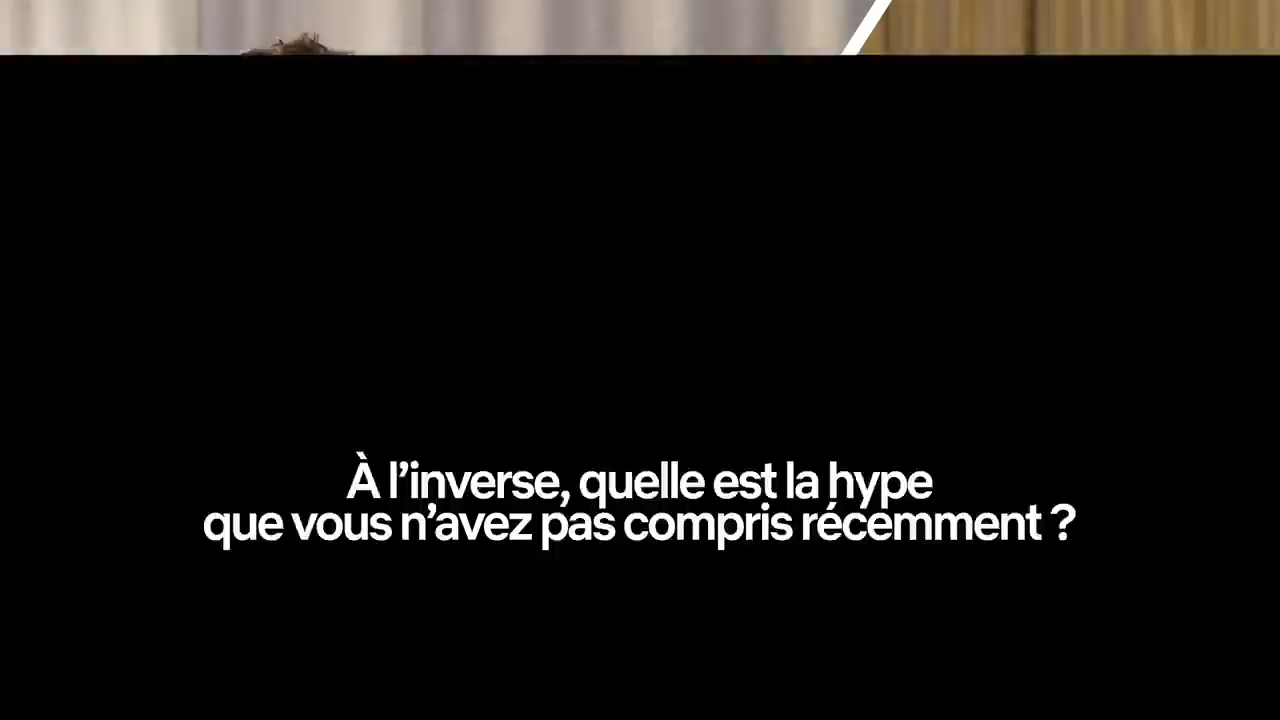 À l’inverse, quelle est la hype
que vous n’avez pas compris récemment ?